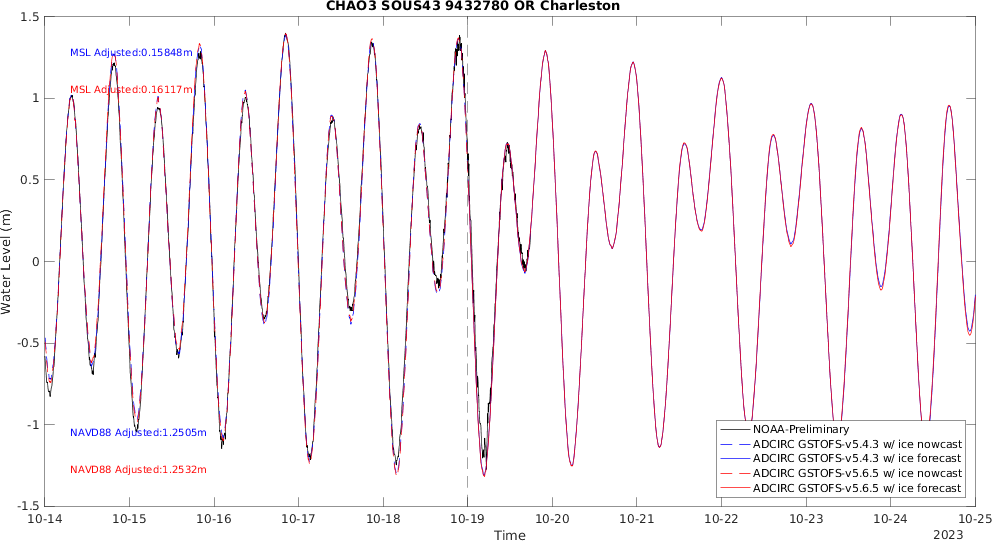 CHAO3 SOUS43 9432780 OR Charleston
1.5
1
0.5
0
-0.5
-1
-1.5
Water Level (m)
MSL Adjusted:0.15848m
MSL Adjusted:0.16117m
NAVD88 Adjusted:1.2505m
NAVD88 Adjusted:1.2532m
NOAA-Preliminary
ADCIRC GSTOFS-v5.4.3 w/ ice nowcast
ADCIRC GSTOFS-v5.4.3 w/ ice forecast
ADCIRC GSTOFS-v5.6.5 w/ ice nowcast
ADCIRC GSTOFS-v5.6.5 w/ ice forecast
10-14 10-15 10-16 10-17 10-18 10-19 10-20 10-21 10-22 10-23 10-24 10-25
Time
2023